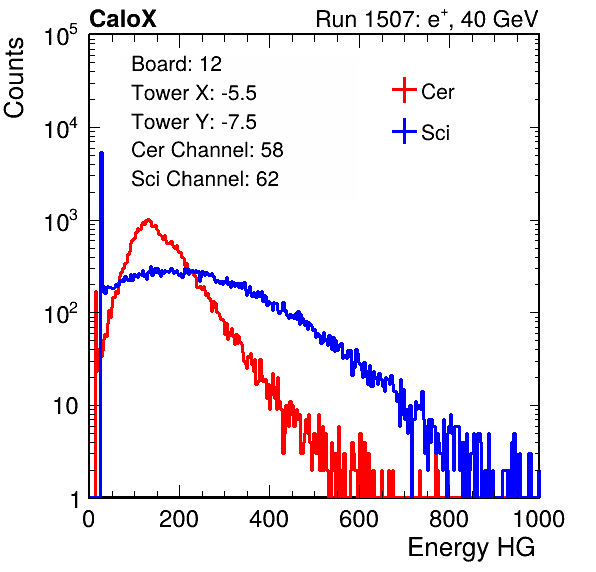 CaloX Run 1507: e⁺, 40 GeV
Counts
10⁵
10⁴
10³
10²
10
1
Board: 12
Tower X: -5.5
Tower Y: -7.5
Cer Channel: 58
Sci Channel: 62
Cer
Sci
0 200 400 600 800 1000
Energy HG